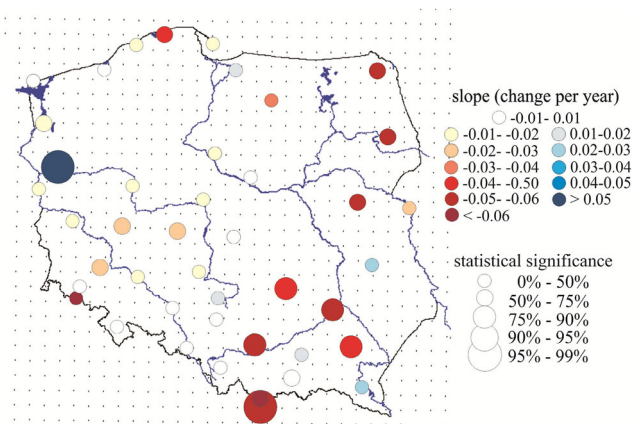 slope (change per year)
-0.01- 0.01
-0.01- -0.02 0.01-0.02
-0.02- -0.03 0.02-0.03
-0.03- -0.04 0.03-0.04
-0.04- -0.50 0.04-0.05
-0.05- -0.06 > 0.05
< -0.06
statistical significance
0% - 50%
50% - 75%
75% - 90%
90% - 95%
95% - 99%